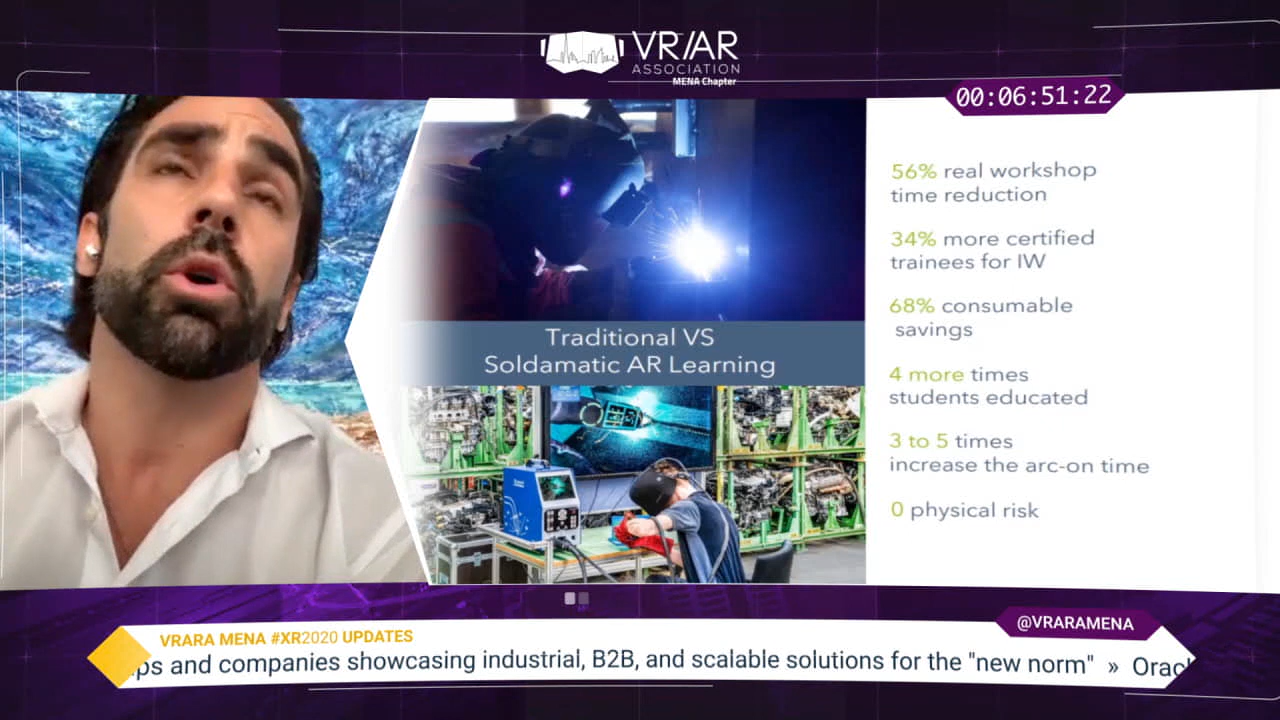 VR/AR
ASSOCIATION
MENA Chapter
00:06:51:22
56% real workshop
time reduction
34% more certified
trainees for IW
68% consumable
savings
4 more times
students educated
3 to 5 times
increase the arc-on time
0 physical risk
Traditional VS
Soldamatic AR Learning
@VRARAMENA
VRARA MENA #XR2020 UPDATES
and companies showcasing industrial, B2B, and scalable solutions for the "new norm" »